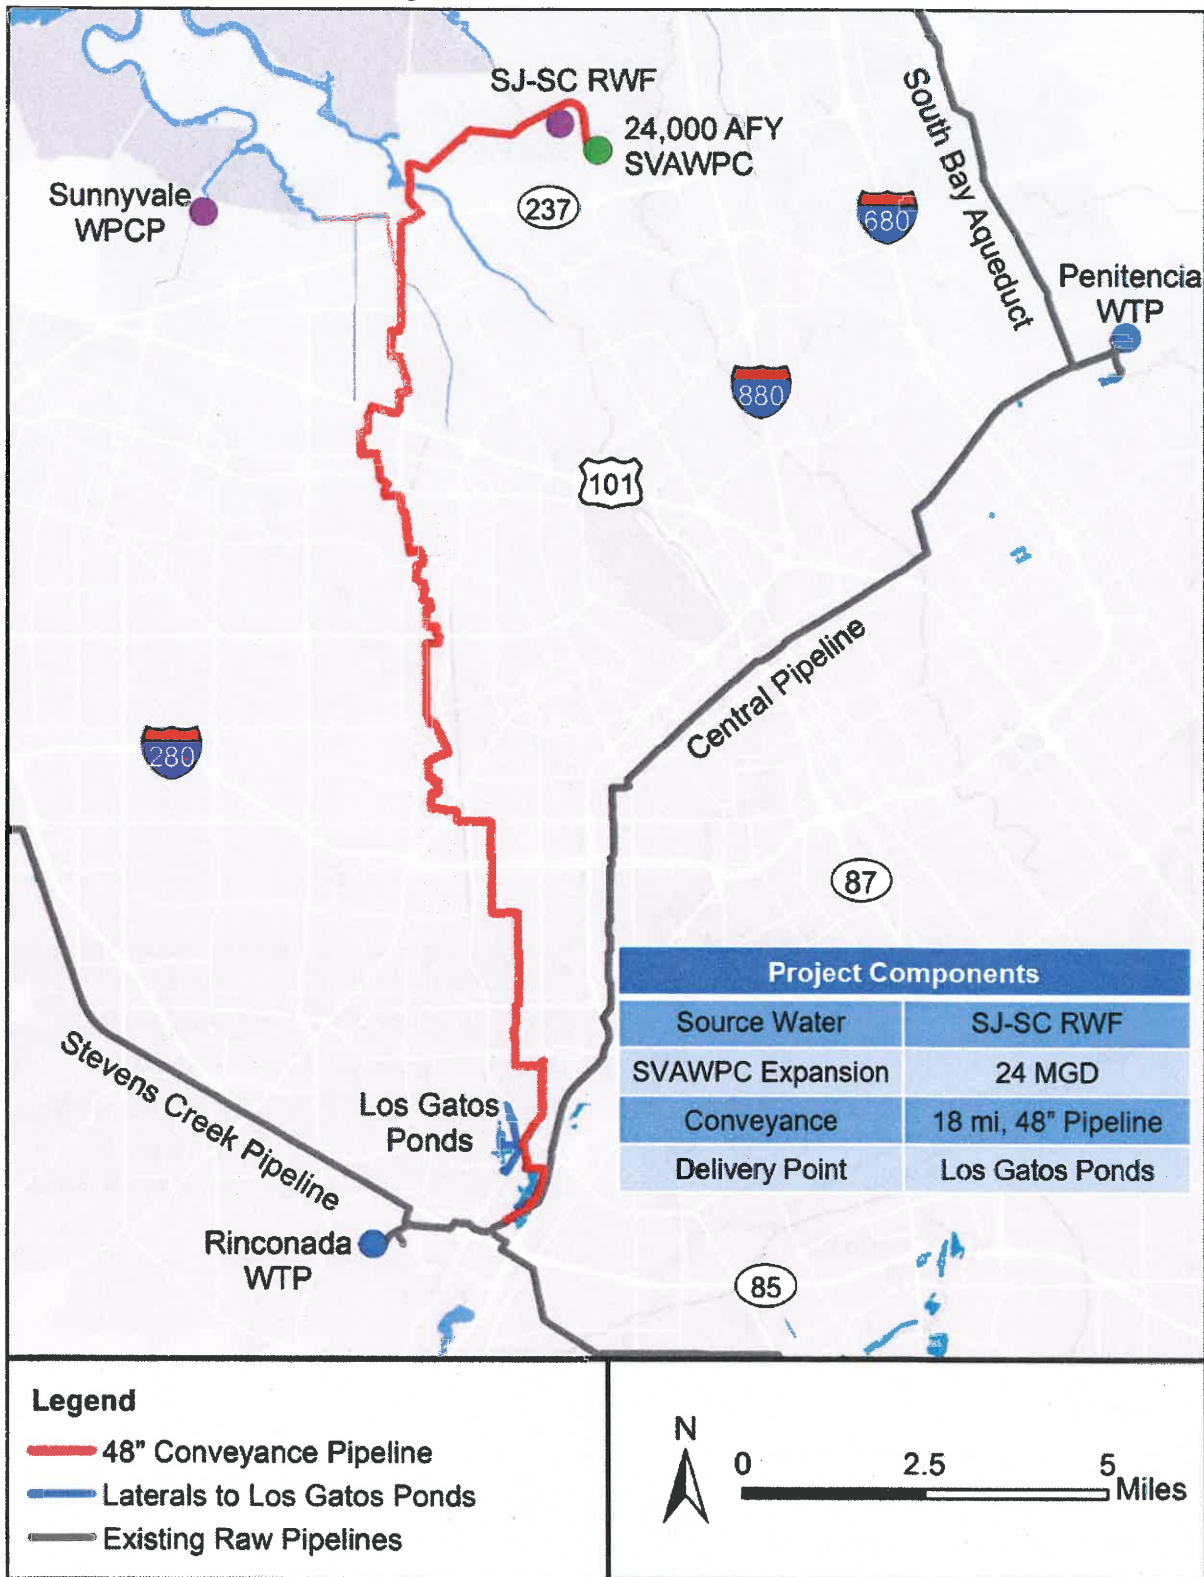 SJ-SC RWF
24,000 AFY
SVAWPC
Sunnyvale
WPCP
237
South Bay Aqueduct
680
Penitencia
WTP
880
101
Central Pipeline
280
87
Project Components
Source Water SJ-SC RWF
SVAWPC Expansion 24 MGD
Conveyance 18 mi, 48" Pipeline
Delivery Point Los Gatos Ponds
Stevens Creek Pipeline
Los Gatos
Ponds
Rinconada
WTP
85
Legend
48" Conveyance Pipeline
Laterals to Los Gatos Ponds
Existing Raw Pipelines
N
0 2.5 5
Miles